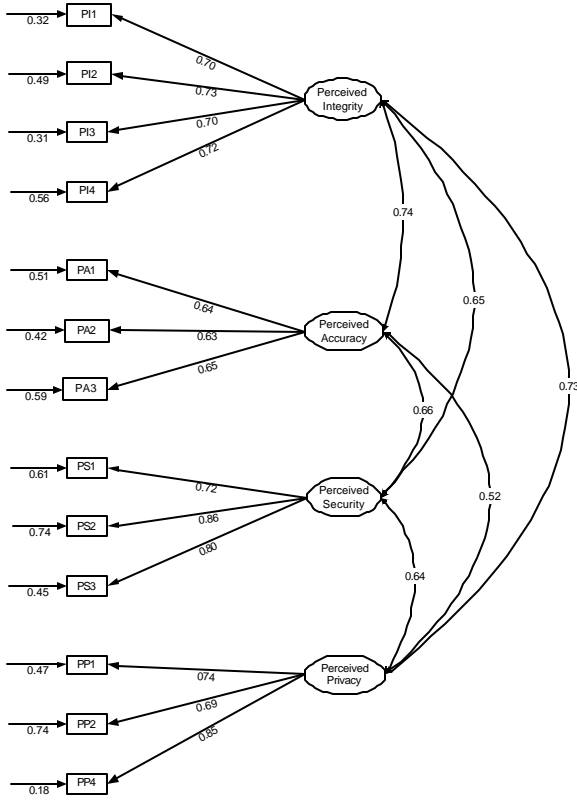 0.32
PI1
0.70
0.49
PI2
0.73
Perceived
Integrity
0.31
PI3
0.70
0.56
PI4
0.72
0.74
0.51
PA1
0.64
0.65
0.42
PA2
0.63
Perceived
Accuracy
0.59
PA3
0.65
0.73
0.66
0.61
PS1
0.72
Perceived
Security
0.52
0.74
PS2
0.86
0.45
PS3
0.80
0.64
0.47
PP1
074
Perceived
Privacy
0.74
PP2
0.69
0.18
PP4
0.85